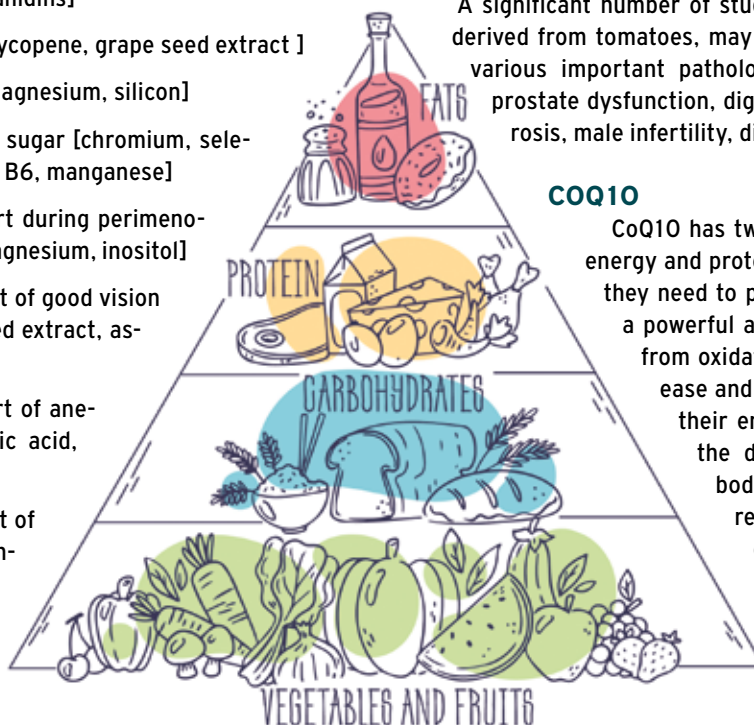 ycopene, grape seed extract ]
agnesium, silicon]
sugar [chromium, sele-
B6, manganese]
rt during perimeno-
agnesium, inositol]
t of good vision
ed extract, as-
rt of ane-
ic acid,
t of
n-
FATS
PROTEIN
CARBOHYDRATES
VEGETABLES AND FRUITS
A significant number of stu
derived from tomatoes, may
various important patholo
prostate dysfunction, dig
rosis, male infertility, di
COQ10
CoQ10 has tw
energy and prote
they need to p
a powerful a
from oxida
ease and
their en
the d
bod
re